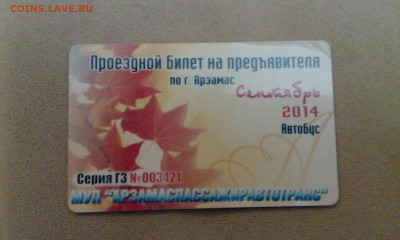 COINS.LAVE.RU
Проездной Билет на предъявителя
по г. Арзамас
Сентябрь
2014
Автобус
Серия ГЗ № 003421
МУП "АРЗАМАСПАССАЖИРАВТОТРАНС"